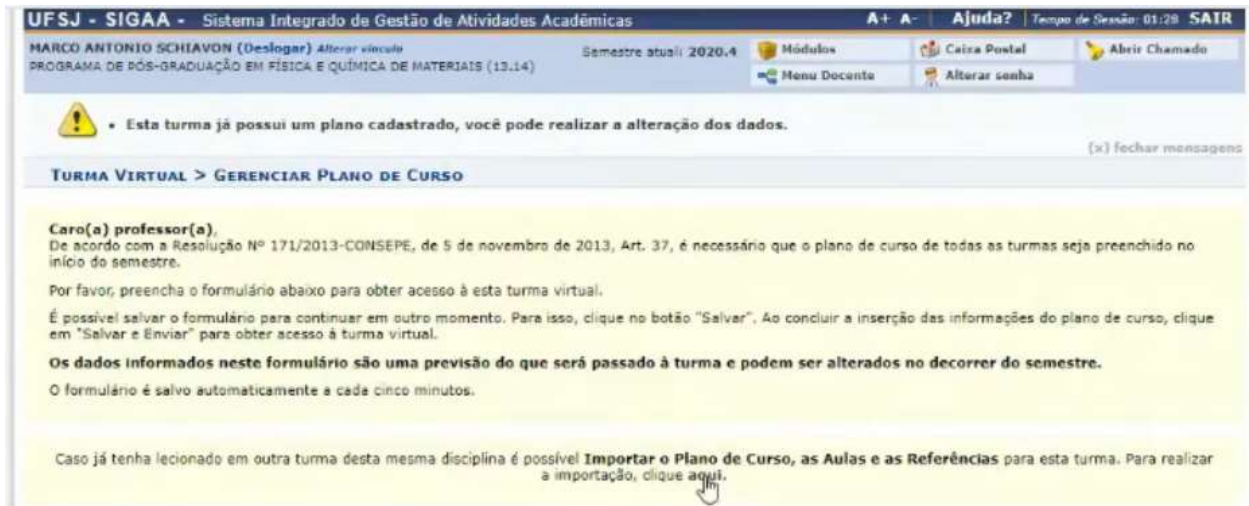 UFSJ - SIGAA - Sistema Integrado de Gestão de Atividades Acadêmicas A+ A- Ajuda? Tempo de Sessão: 01:28 SAIR
MARCO ANTONIO SCHIAVON (Deslogar) Alterar vínculo Semestre atual: 2020.4 Módulos Caixa Postal Abrir Chamado
PROGRAMA DE PÓS-GRADUAÇÃO EM FÍSICA E QUÍMICA DE MATERIAIS (13.14) Menu Docente Alterar senha
• Esta turma já possui um plano cadastrado, você pode realizar a alteração dos dados.
(x) fechar mensagens
TURMA VIRTUAL > GERENCIAR PLANO DE CURSO
Caro(a) professor(a),
De acordo com a Resolução Nº 171/2013-CONSEPE, de 5 de novembro de 2013, Art. 37, é necessário que o plano de curso de todas as turmas seja preenchido no
início do semestre.
Por favor, preencha o formulário abaixo para obter acesso à esta turma virtual.
É possível salvar o formulário para continuar em outro momento. Para isso, clique no botão "Salvar". Ao concluir a inserção das informações do plano de curso, clique
em "Salvar e Enviar" para obter acesso à turma virtual.
Os dados informados neste formulário são uma previsão do que será passado à turma e podem ser alterados no decorrer do semestre.
O formulário é salvo automaticamente a cada cinco minutos.
Caso já tenha lecionado em outra turma desta mesma disciplina é possível Importar o Plano de Curso, as Aulas e as Referências para esta turma. Para realizar
a importação, clique aqui.